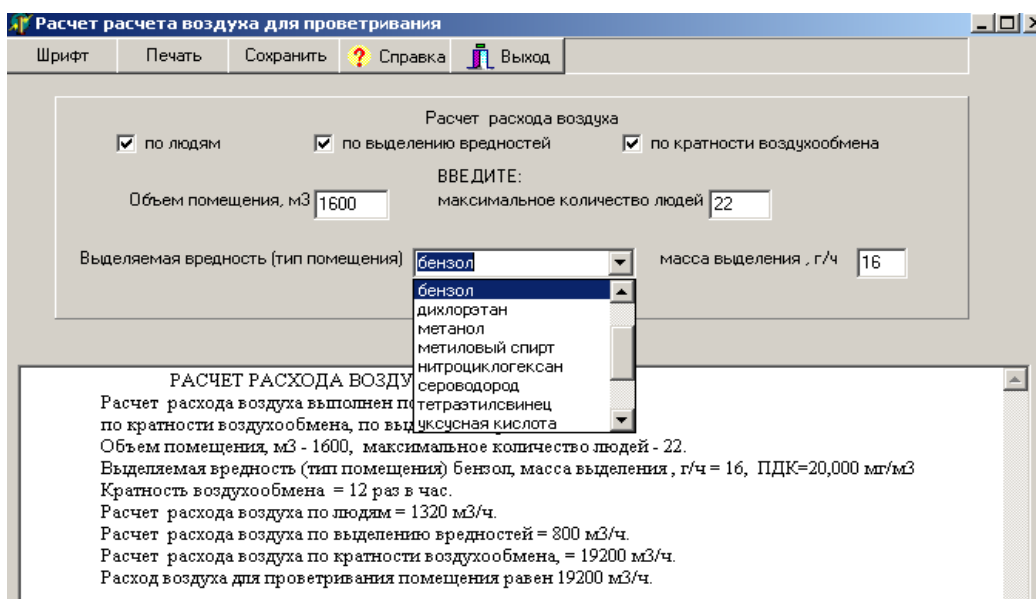 Расчет расчета воздуха для проветривания
Шрифт Печать Сохранить ? Справка Выход
Расчет расхода воздуха
по людям по выделению вредностей по кратности воздухообмена
ВВЕДИТЕ:
Объем помещения, м3 1600 максимальное количество людей 22
Выделяемая вредность (тип помещения) бензол масса выделения , г/ч 16
бензол
дихлорэтан
метанол
метиловый спирт
нитроциклогексан
сероводород
тетраэтилсвинец
уксусная кислота
РАСЧЕТ РАСХОДА ВОЗДУ
Расчет расхода воздуха выполнен
по кратности воздухообмена, по
Объем помещения, м3 - 1600, максимальное количество людей - 22.
Выделяемая вредность (тип помещения) бензол, масса выделения , г/ч = 16, ПДК=20,000 мг/м3
Кратность воздухообмена = 12 раз в час.
Расчет расхода воздуха по людям = 1320 м3/ч.
Расчет расхода воздуха по выделению вредностей = 800 м3/ч.
Расчет расхода воздуха по кратности воздухообмена, = 19200 м3/ч.
Расход воздуха для проветривания помещения равен 19200 м3/ч.